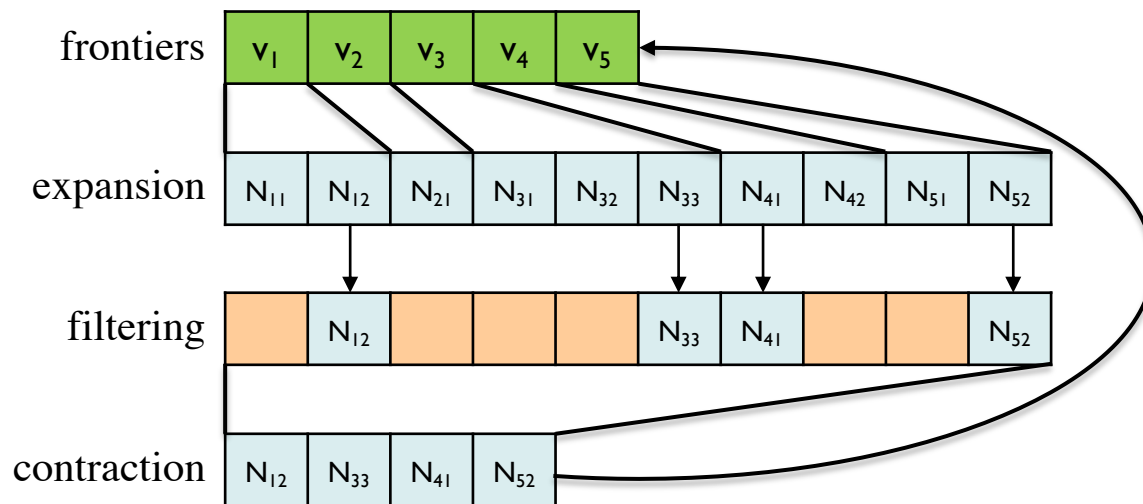 frontiers v₁ v₂ v₃ v₄ v₅
expansion N₁₁ N₁₂ N₂₁ N₃₁ N₃₂ N₃₃ N₄₁ N₄₂ N₅₁ N₅₂
filtering N₁₂ N₃₃ N₄₁ N₅₂
contraction N₁₂ N₃₃ N₄₁ N₅₂